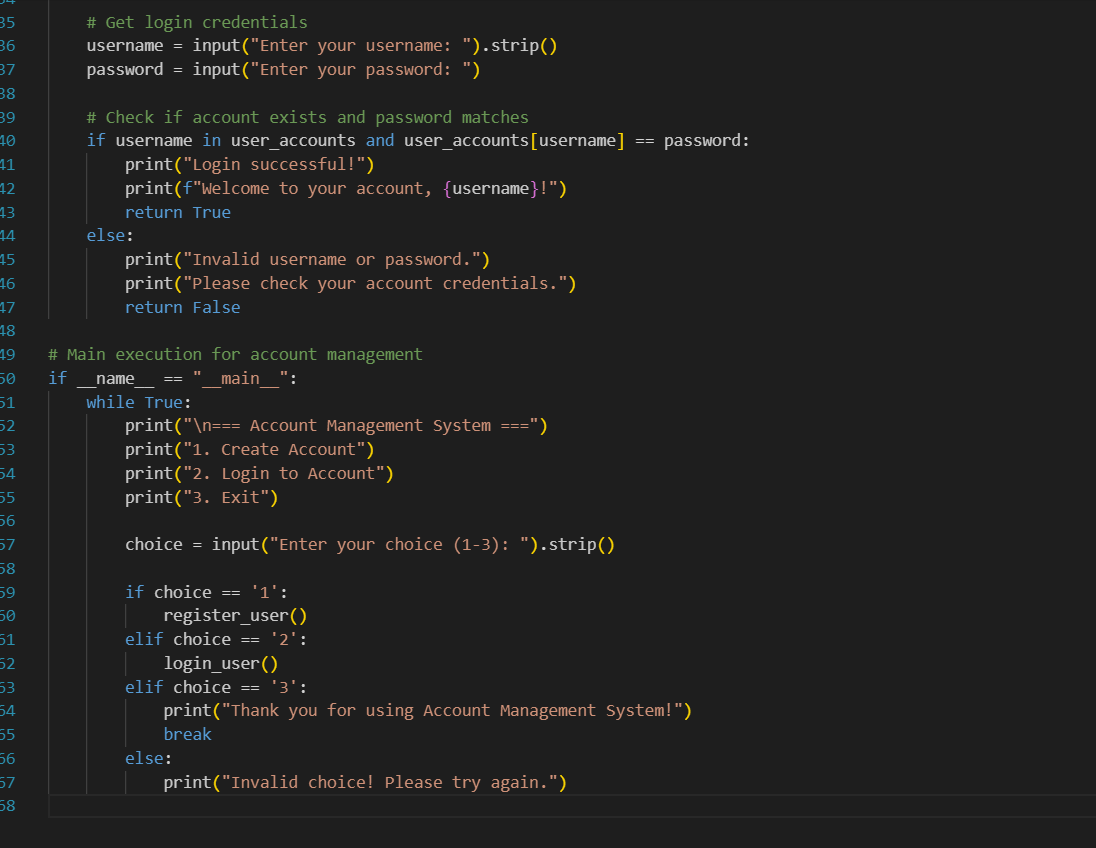 35 # Get login credentials
36 username = input("Enter your username: ").strip()
37 password = input("Enter your password: ")
38
39 # Check if account exists and password matches
40 if username in user_accounts and user_accounts[username] == password:
41 print("Login successful!")
42 print(f"Welcome to your account, {username}!")
43 return True
44 else:
45 print("Invalid username or password.")
46 print("Please check your account credentials.")
47 return False
48
49 # Main execution for account management
50 if __name__ == "__main__":
51 while True:
52 print("\n=== Account Management System ===")
53 print("1. Create Account")
54 print("2. Login to Account")
55 print("3. Exit")
56
57 choice = input("Enter your choice (1-3): ").strip()
58
59 if choice == '1':
60 register_user()
61 elif choice == '2':
62 login_user()
63 elif choice == '3':
64 print("Thank you for using Account Management System!")
65 break
66 else:
67 print("Invalid choice! Please try again.")
68